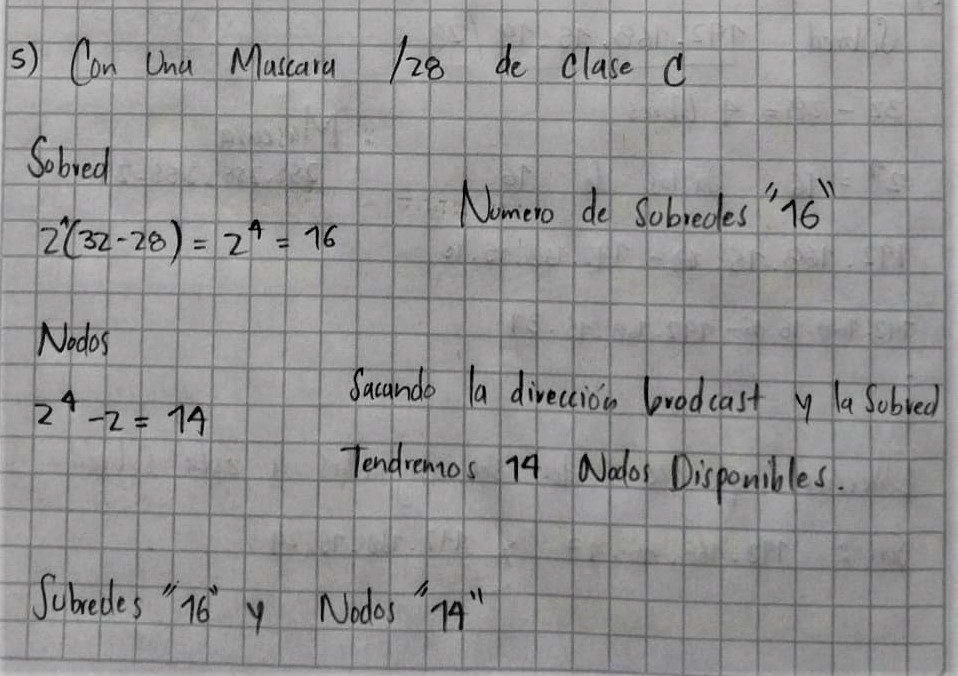 5) Con Una Mascara /28 de clase C
Sobred
2^(32-28) = 2^4 = 16
Numero de Sobredes "16"
Nodos
2^4 - 2 = 14
Sacando la dirección brodcast y la Sobred
Tendremos 14 Nodos Disponibles.
Subredes "16" y Nodos "14"